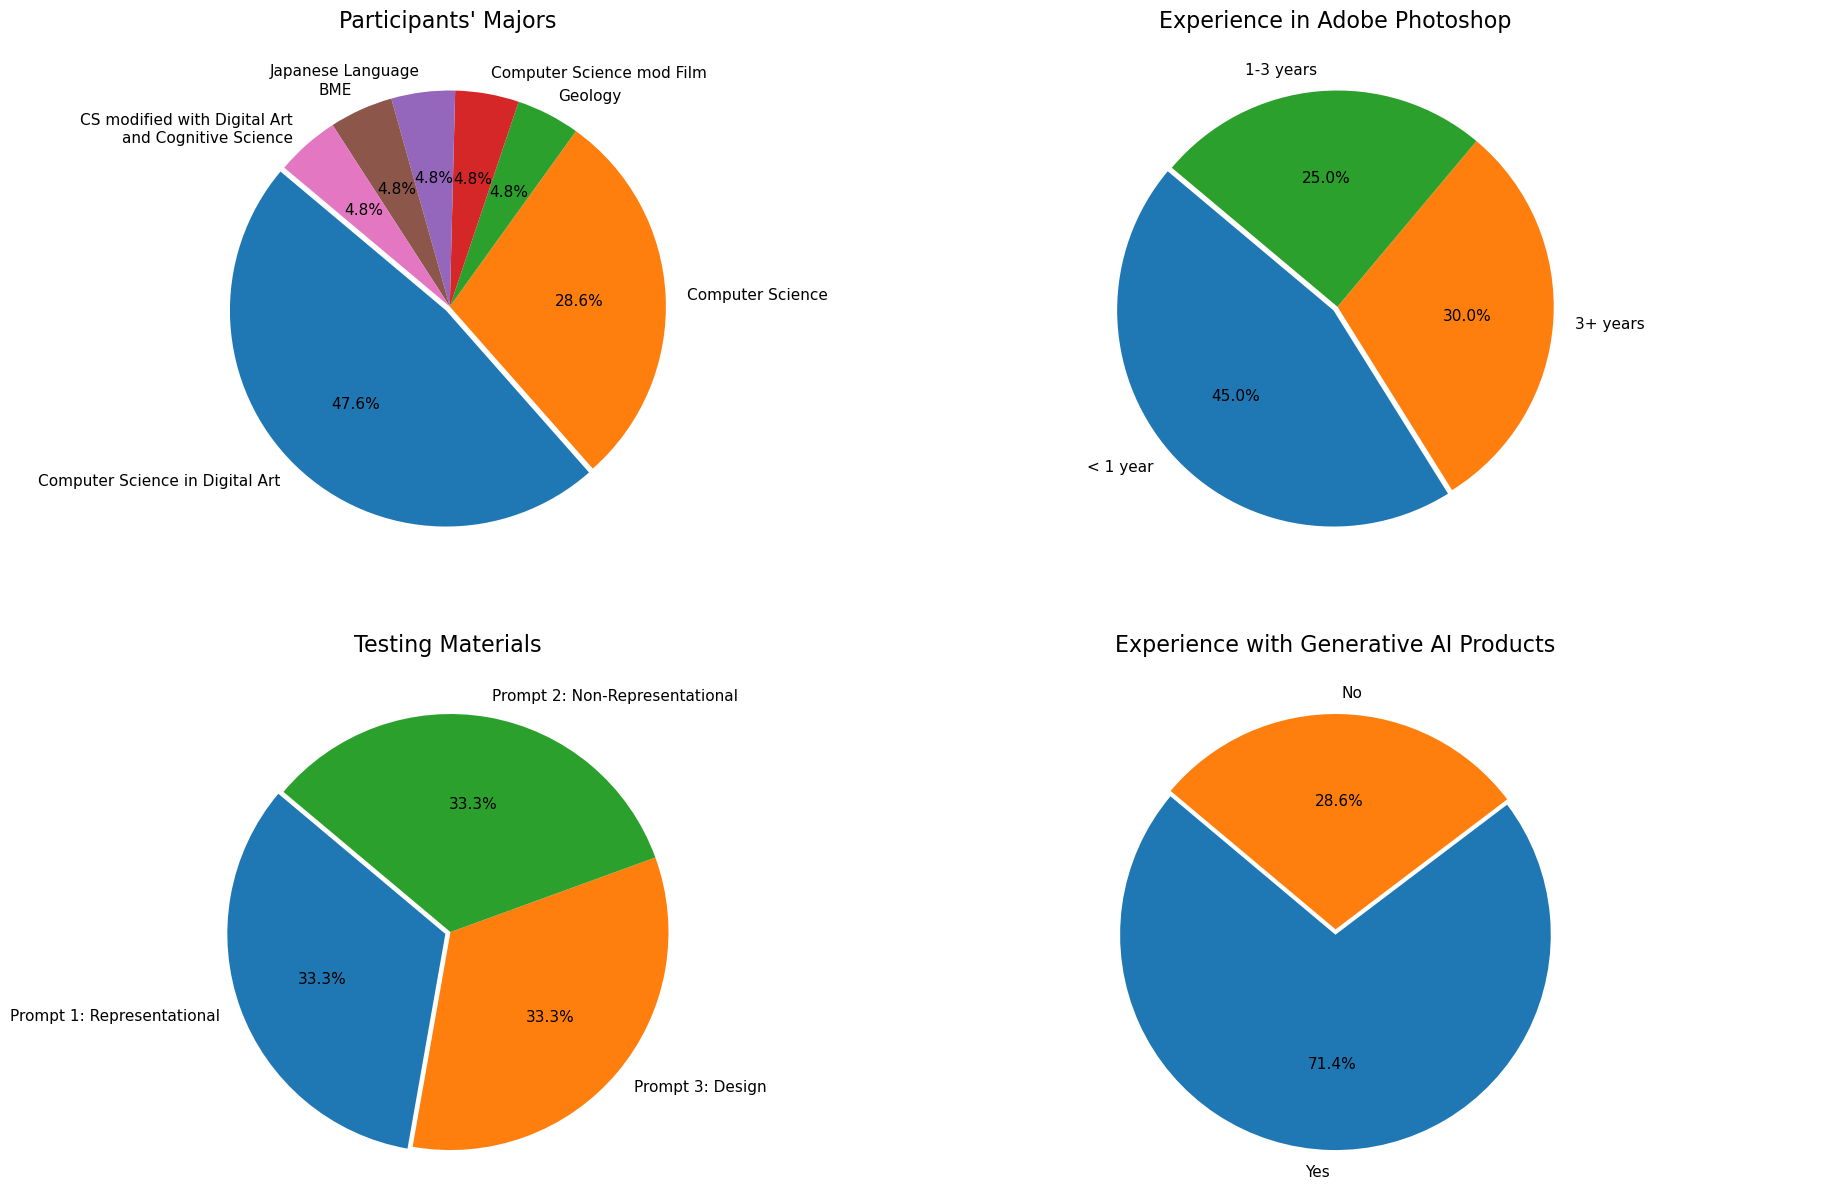 Participants' Majors
Japanese Language
BME
CS modified with Digital Art
and Cognitive Science
Computer Science mod Film
Geology
4.8%
4.8%
4.8%
4.8%
4.8%
28.6%
Computer Science
47.6%
Computer Science in Digital Art
Experience in Adobe Photoshop
1-3 years
25.0%
30.0%
3+ years
45.0%
< 1 year
Testing Materials
Prompt 2: Non-Representational
33.3%
33.3%
Prompt 1: Representational
33.3%
Prompt 3: Design
Experience with Generative AI Products
No
28.6%
71.4%
Yes